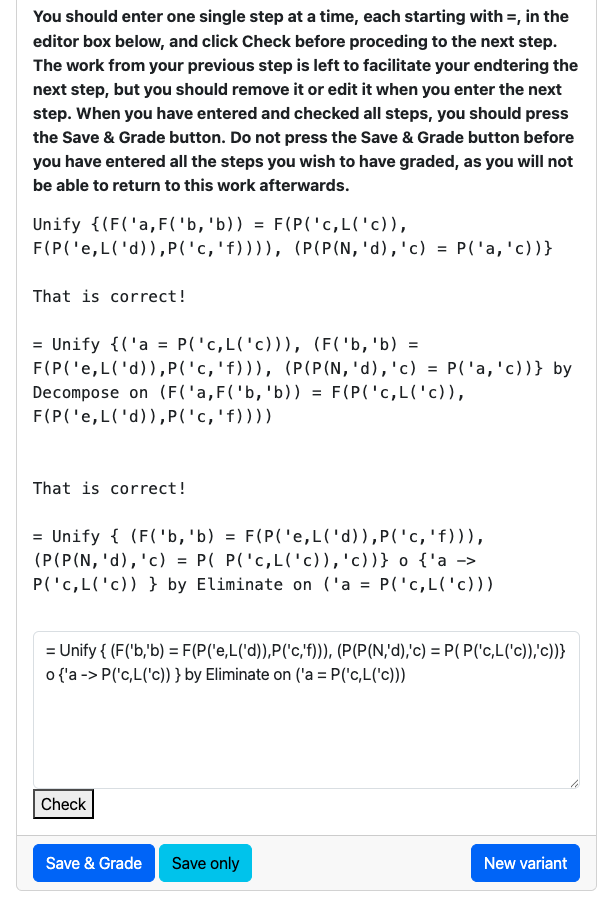 You should enter one single step at a time, each starting with =, in the
editor box below, and click Check before proceding to the next step.
The work from your previous step is left to facilitate your endtering the
next step, but you should remove it or edit it when you enter the next
step. When you have entered and checked all steps, you should press
the Save & Grade button. Do not press the Save & Grade button before
you have entered all the steps you wish to have graded, as you will not
be able to return to this work afterwards.
Unify {(F('a,F('b,'b)) = F(P('c,L('c)),
F(P('e,L('d)),P('c,'f)))), (P(P(N,'d),'c) = P('a,'c))}
That is correct!
= Unify {('a = P('c,L('c))), (F('b,'b) =
F(P('e,L('d)),P('c,'f))), (P(P(N,'d),'c) = P('a,'c))} by
Decompose on (F('a,F('b,'b)) = F(P('c,L('c)),
F(P('e,L('d)),P('c,'f))))
That is correct!
= Unify { (F('b,'b) = F(P('e,L('d)),P('c,'f))),
(P(P(N,'d),'c) = P( P('c,L('c)),'c))} o {'a ->
P('c,L('c)) } by Eliminate on ('a = P('c,L('c)))
= Unify { (F('b,'b) = F(P('e,L('d)),P('c,'f))), (P(P(N,'d),'c) = P( P('c,L('c)),'c))}
o {'a -> P('c,L('c)) } by Eliminate on ('a = P('c,L('c)))
Check
Save & Grade Save only New variant